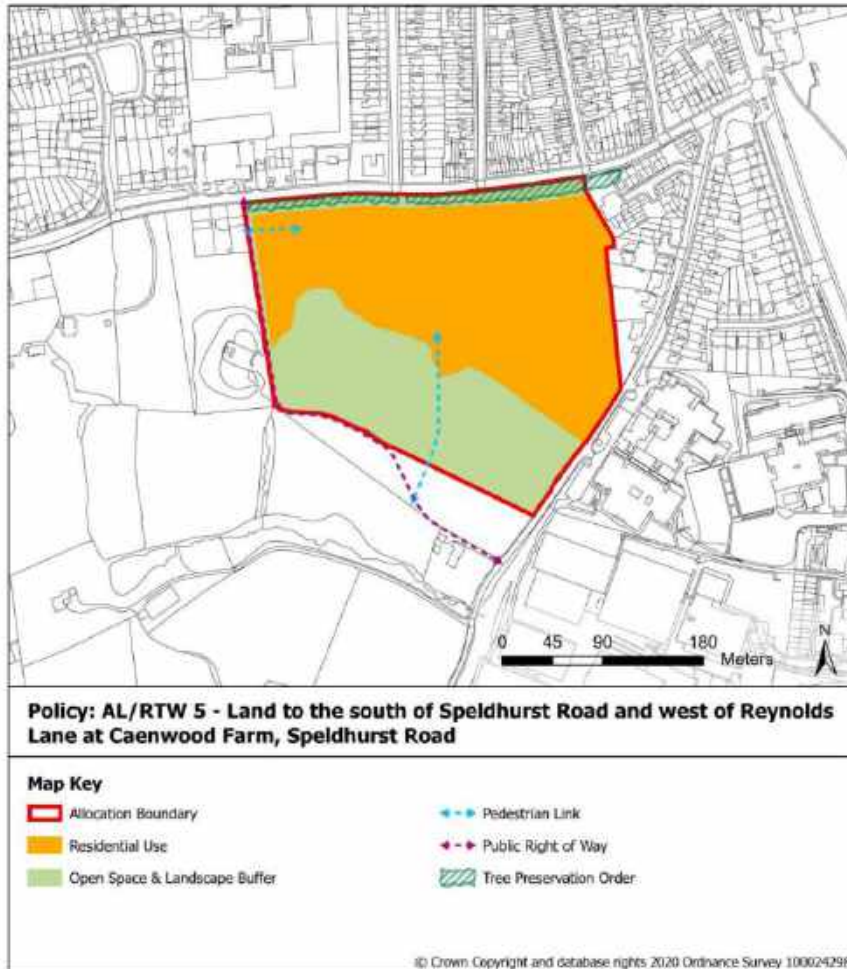 0 45 90 180
Meters
N
Policy: AL/RTW 5 - Land to the south of Speldhurst Road and west of Reynolds
Lane at Caenwood Farm, Speldhurst Road
Map Key
Allocation Boundary
Residential Use
Open Space & Landscape Buffer
Pedestrian Link
Public Right of Way
Tree Preservation Order
© Crown Copyright and database rights 2020 Ordnance Survey 100024298